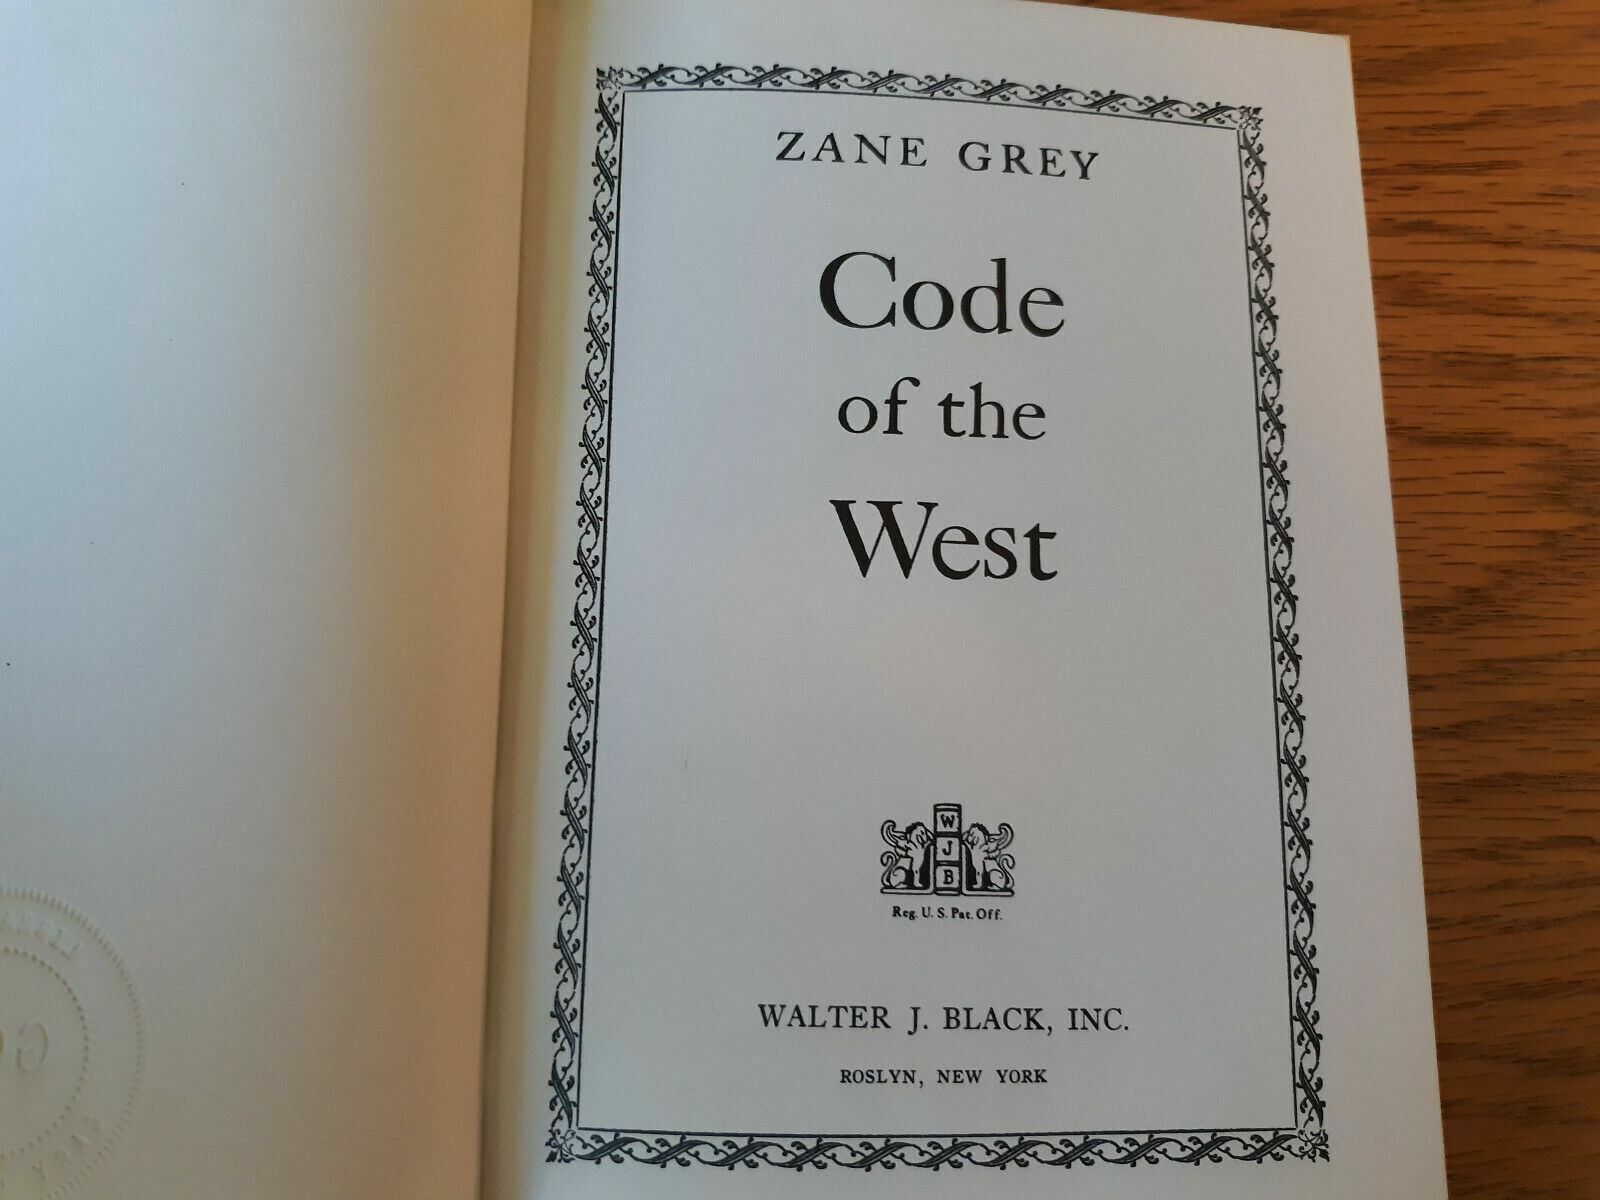 ZANE GREY
Code
of the
West
W
J
B
Reg. U. S. Pat. Off.
WALTER J. BLACK, INC.
ROSLYN, NEW YORK